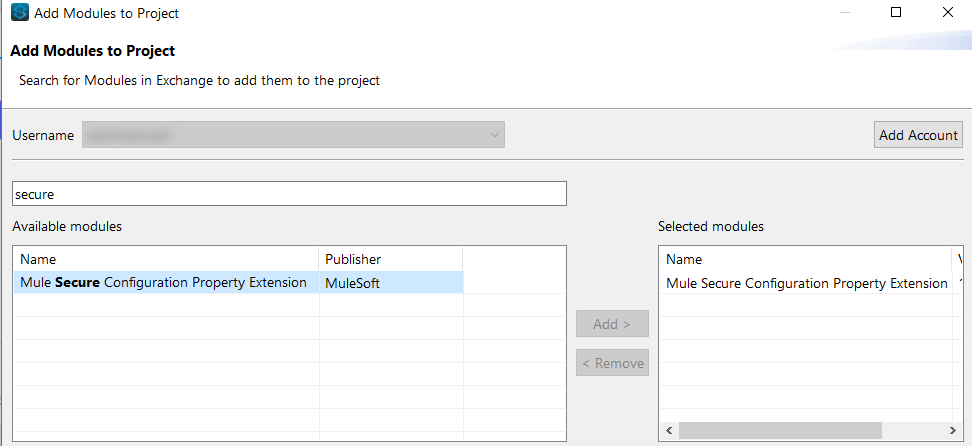 Add Modules to Project
Add Modules to Project
Search for Modules in Exchange to add them to the project
Username
Add Account
secure
Available modules
Selected modules
Name Publisher
Name
Mule Secure Configuration Property Extension MuleSoft
Mule Secure Configuration Property Extension
Add >
< Remove